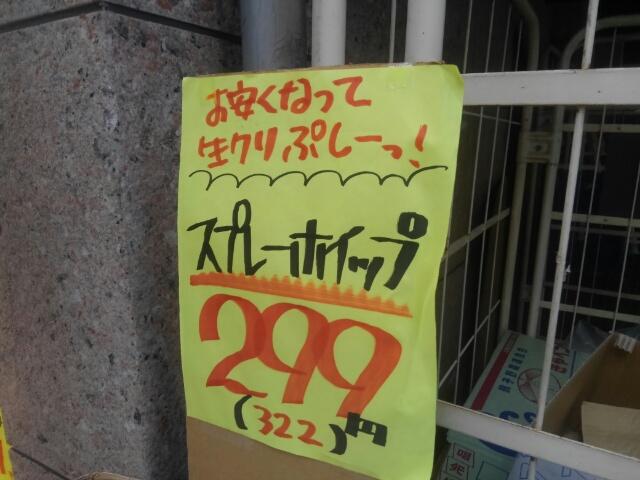 お安くなって
生クリぷしーっ!
スプレーホイップ
299
(322)円